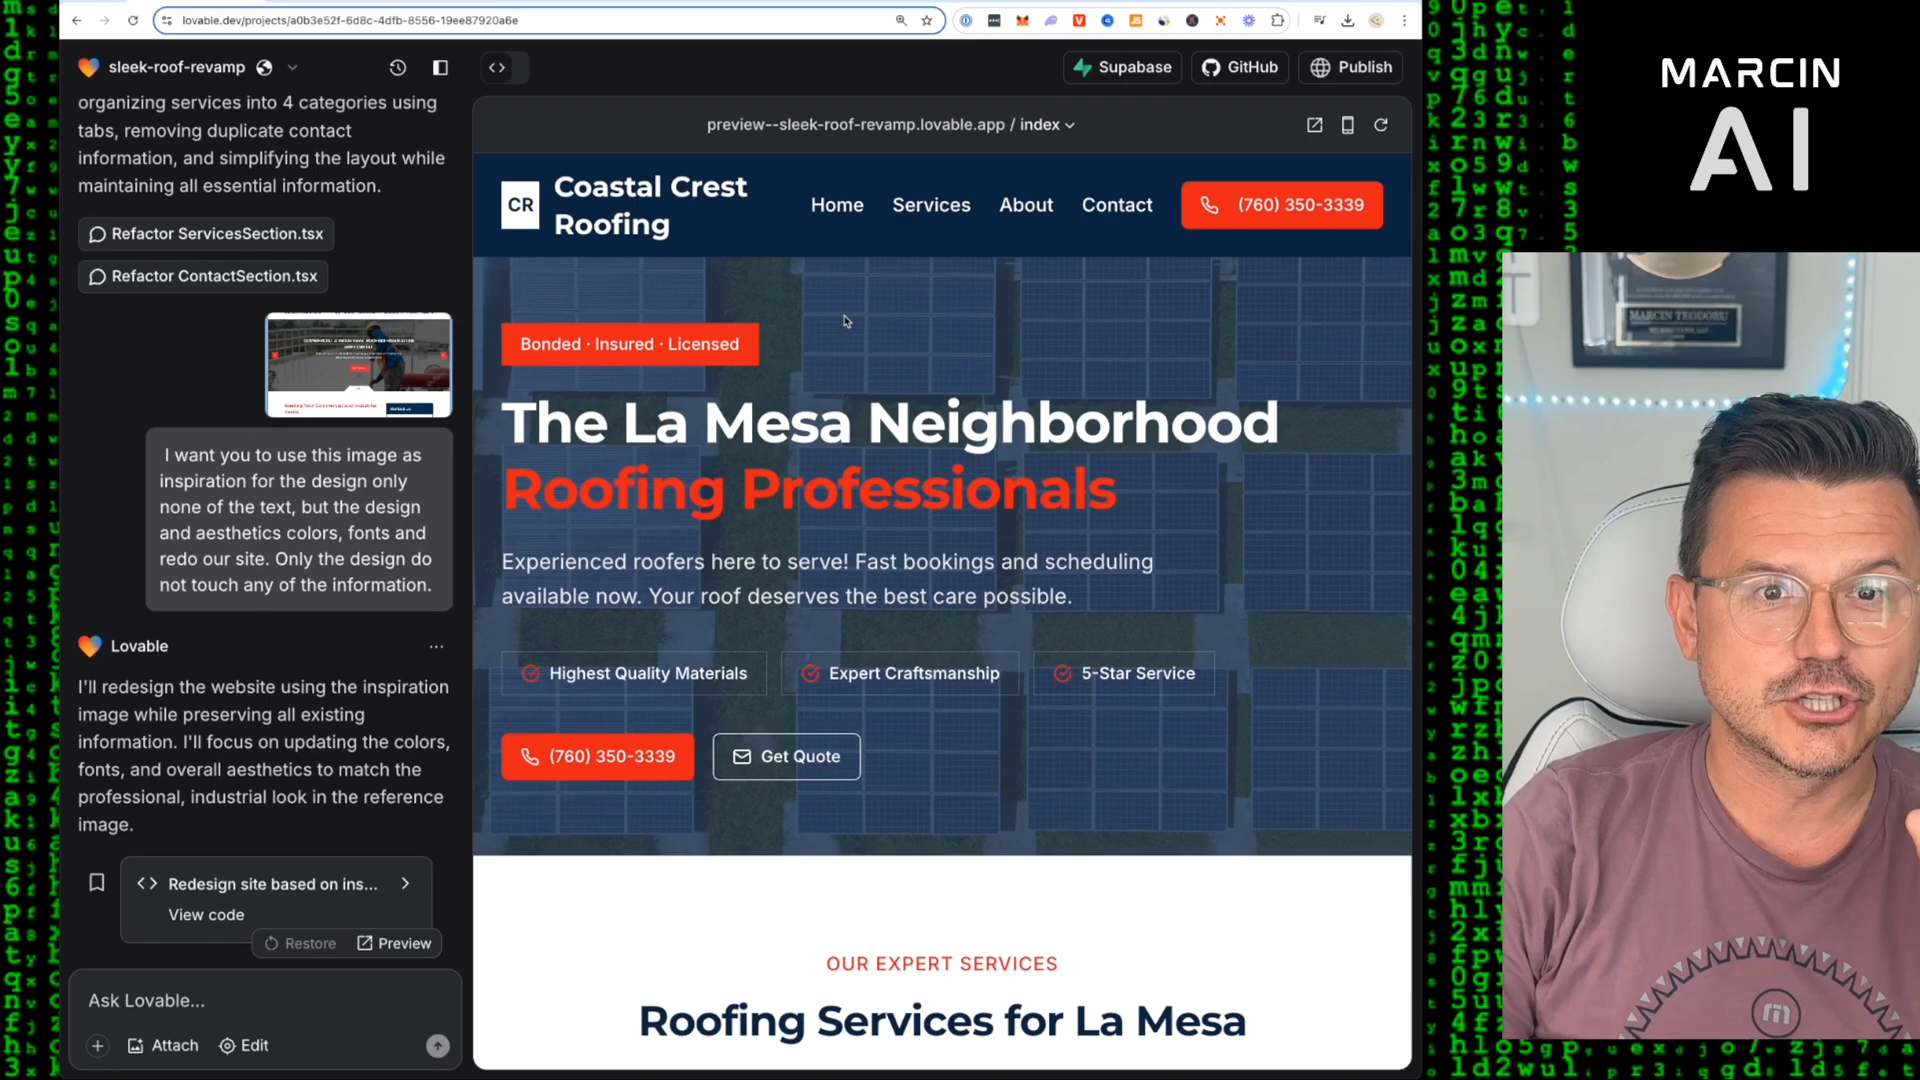 lovable.dev/projects/a0b3e52f-6d8c-4dfb-8556-19ee87920a6e
sleek-roof-revamp
Supabase
GitHub
Publish
organizing services into 4 categories using
tabs, removing duplicate contact
information, and simplifying the layout while
maintaining all essential information.
Refactor ServicesSection.tsx
Refactor ContactSection.tsx
I want you to use this image as
inspiration for the design only
none of the text, but the design
and aesthetics colors, fonts and
redo our site. Only the design do
not touch any of the information.
Lovable
I'll redesign the website using the inspiration
image while preserving all existing
information. I'll focus on updating the colors,
fonts, and overall aesthetics to match the
professional, industrial look in the reference
image.
Redesign site based on ins...
View code
Restore
Preview
Ask Lovable...
Attach
Edit
preview--sleek-roof-revamp.lovable.app / index
CR
Coastal Crest
Roofing
Home
Services
About
Contact
(760) 350-3339
Bonded · Insured · Licensed
The La Mesa Neighborhood
Roofing Professionals
Experienced roofers here to serve! Fast bookings and scheduling
available now. Your roof deserves the best care possible.
Highest Quality Materials
Expert Craftsmanship
5-Star Service
(760) 350-3339
Get Quote
OUR EXPERT SERVICES
Roofing Services for La Mesa
MARCIN
AI
MARCIN TEODORU